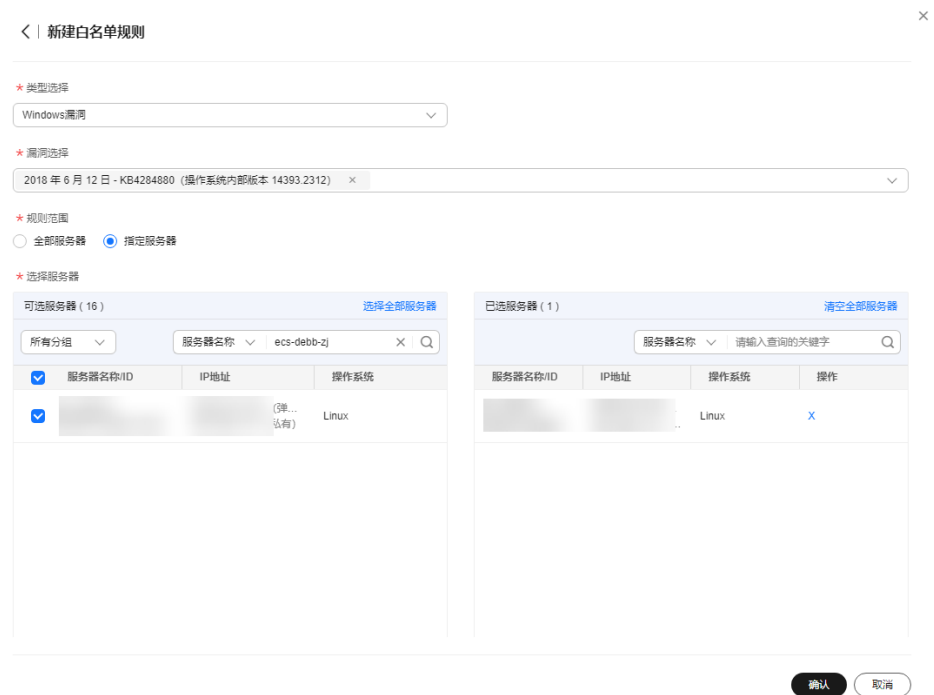 新建白名单规则
* 类型选择
Windows漏洞
* 漏洞选择
2018 年 6 月 12 日 - KB4284880（操作系统内部版本 14393.2312） ×
* 规则范围
全部服务器 指定服务器
* 选择服务器
可选服务器 ( 16 ) 选择全部服务器
所有分组 服务器名称 ecs-debb-zj
服务器名称/ID IP地址 操作系统
(弹...
私有)
Linux
已选服务器 ( 1 ) 清空全部服务器
服务器名称 请输入查询的关键字
服务器名称/ID IP地址 操作系统 操作
Linux X
确认 取消